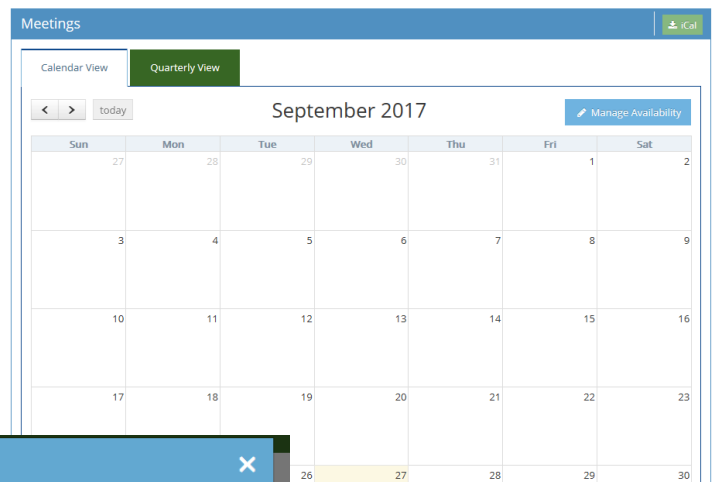 Meetings iCal
Calendar View Quarterly View
today September 2017 Manage Availability
Sun Mon Tue Wed Thu Fri Sat
27 28 29 30 31 1 2
3 4 5 6 7 8 9
10 11 12 13 14 15 16
17 18 19 20 21 22 23
26 27 28 29 30